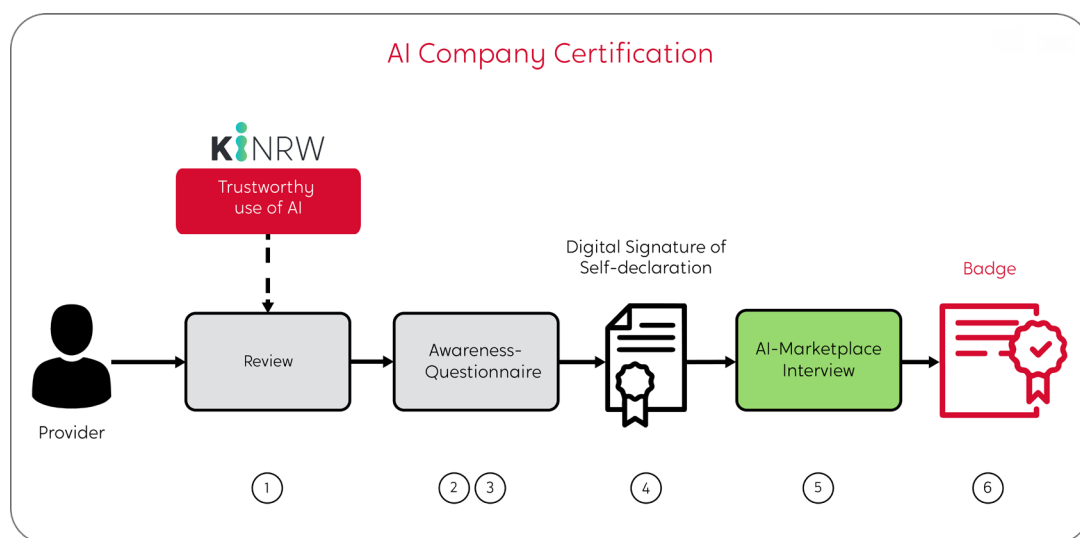 AI Company Certification
KiNRW
Trustworthy
use of AI
Digital Signature of
Self-declaration
Badge
Review
Awareness-
Questionnaire
AI-Marketplace
Interview
Provider
1
2
3
4
5
6